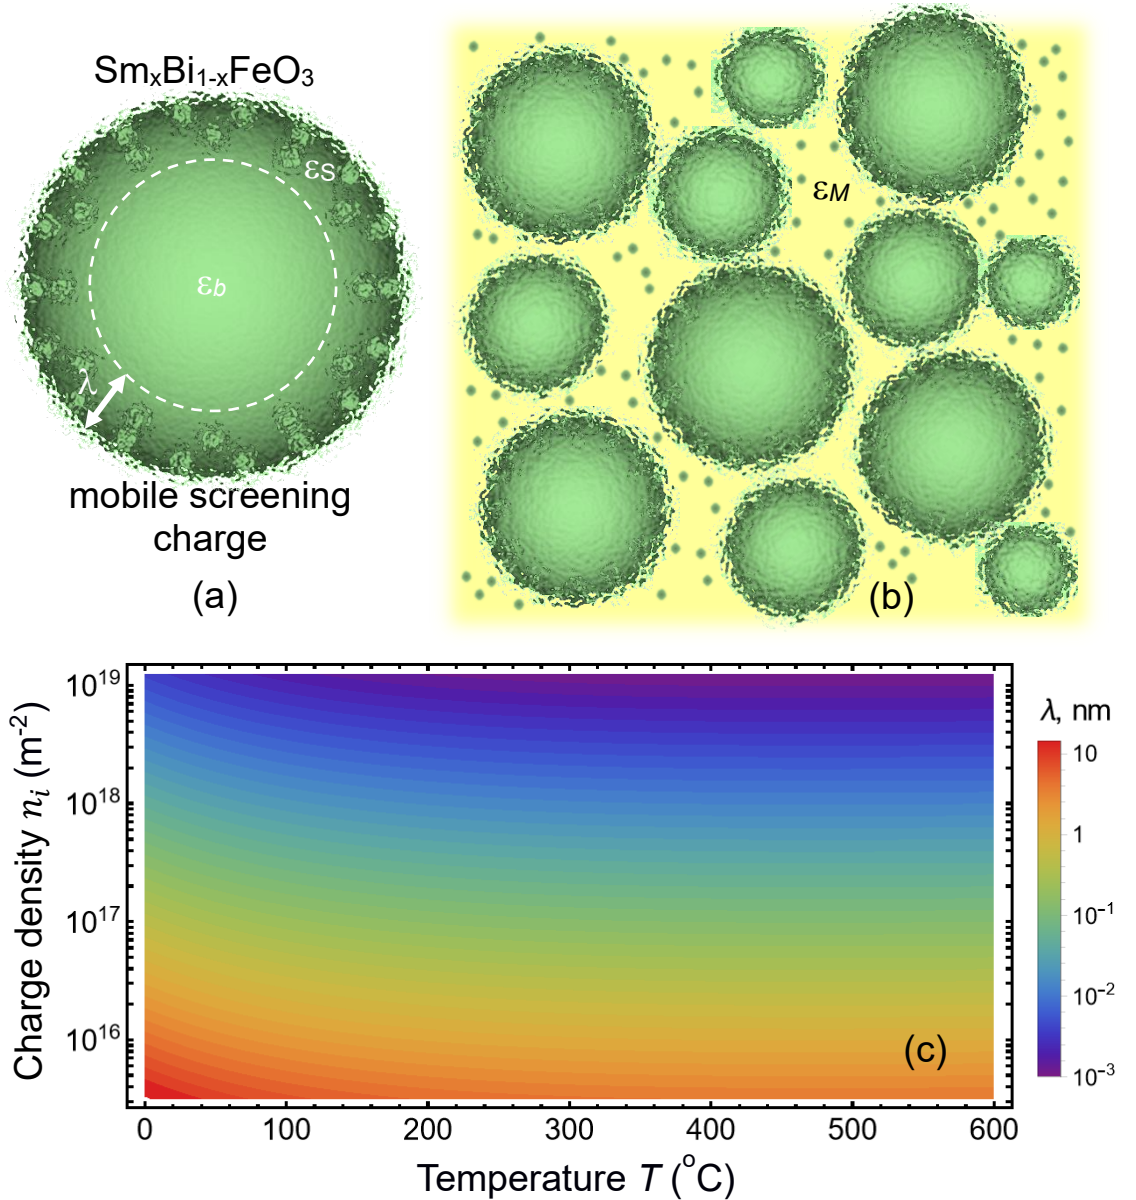 SmₓBi₁₋ₓFeO₃
εS
εb
λ
mobile screening
charge
(a)
εM
(b)
10¹⁹
10¹⁸
10¹⁷
10¹⁶
Charge density nᵢ (m⁻²)
0 100 200 300 400 500 600
Temperature T (°C)
(c)
λ, nm
10
1
10⁻¹
10⁻²
10⁻³